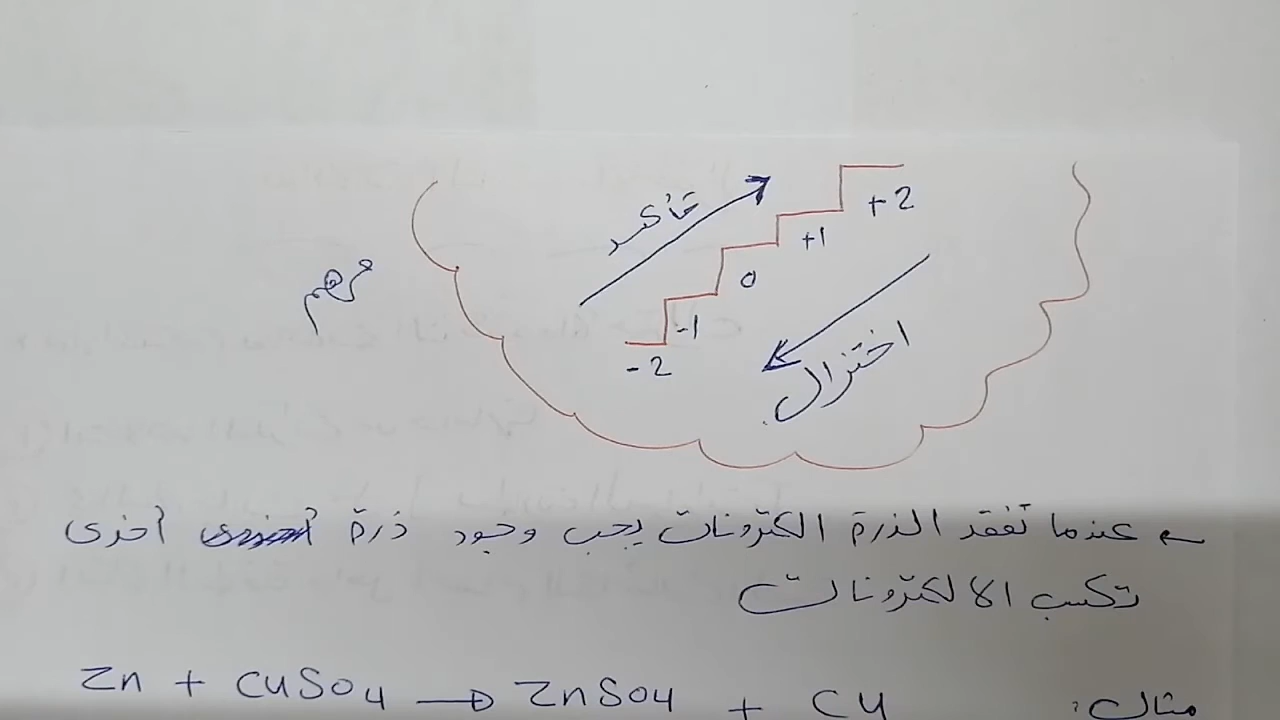 تأكسد
+2
+1
0
-1
-2
اختزال
مهم
عندما تفقد الذرة الكترونات يجب وجود ذرة أخرى
تكسب الالكترونات
مثال: Zn + CuSO4 → ZnSO4 + Cu